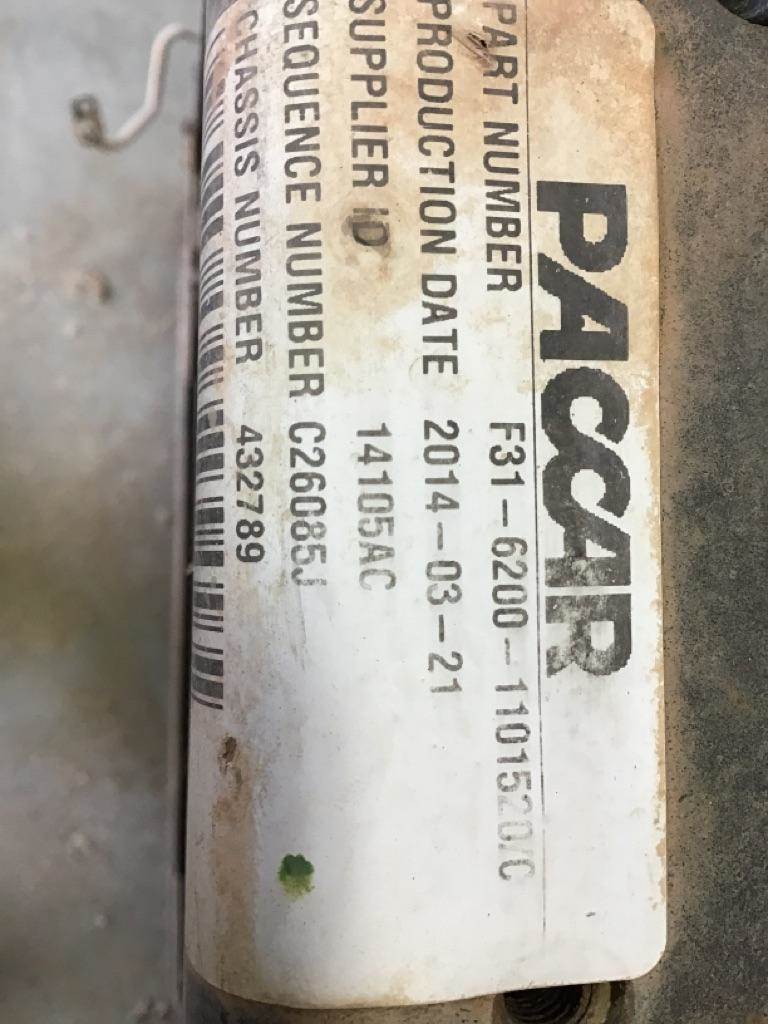 PACCAR
PART NUMBER F31-6200-1101520/C
PRODUCTION DATE 2014-03-21
SUPPLIER ID 14105AC
SEQUENCE NUMBER C26085J
CHASSIS NUMBER 432789